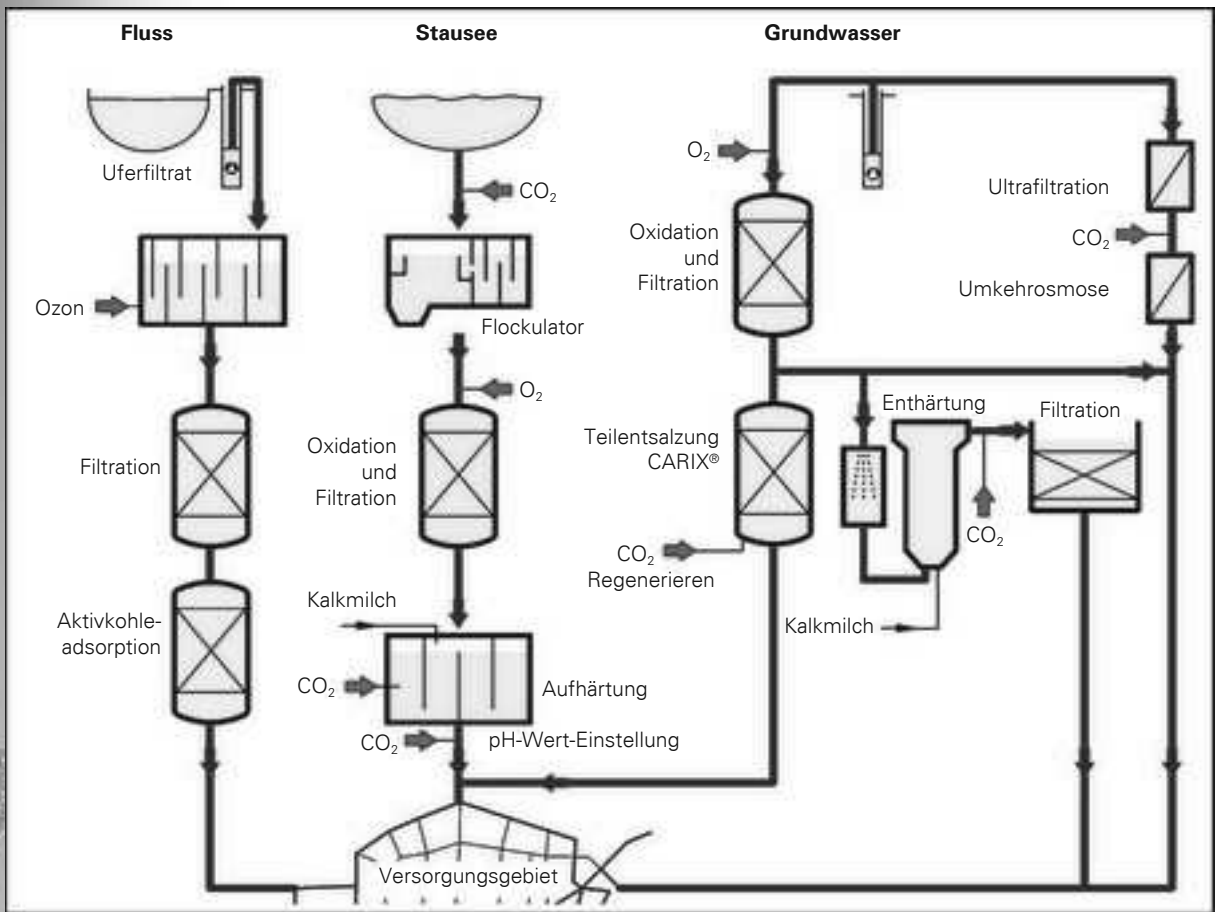 Fluss
Stausee
Grundwasser
Uferfiltrat
CO₂
O₂
Ultrafiltration
Oxidation
und
Filtration
CO₂
Umkehrosmose
Ozon
Flockulator
O₂
Enthärtung
Filtration
Filtration
Oxidation
und
Filtration
Teilentsalzung
CARIX®
CO₂
CO₂
Regenerieren
Kalkmilch
Kalkmilch
Aktivkohle-
adsorption
CO₂
Aufhärtung
CO₂
pH-Wert-Einstellung
Versorgungsgebiet